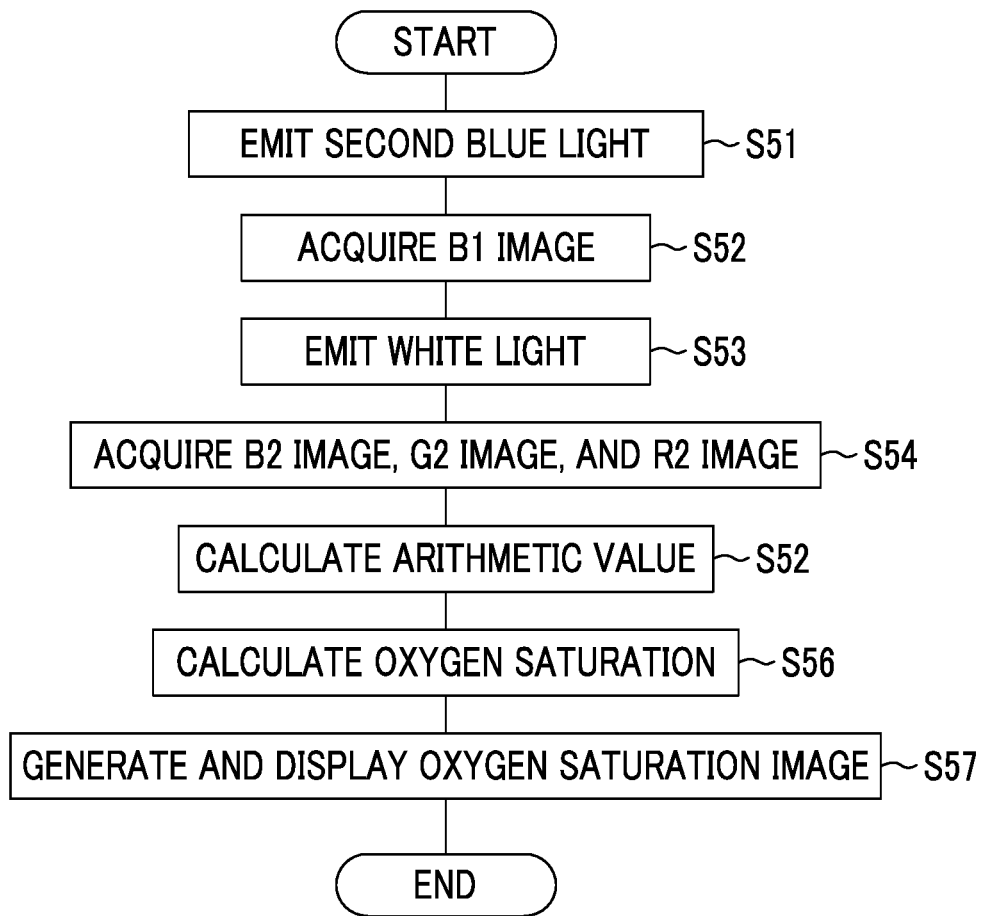 START
EMIT SECOND BLUE LIGHT S51
ACQUIRE B1 IMAGE S52
EMIT WHITE LIGHT S53
ACQUIRE B2 IMAGE, G2 IMAGE, AND R2 IMAGE S54
CALCULATE ARITHMETIC VALUE S52
CALCULATE OXYGEN SATURATION S56
GENERATE AND DISPLAY OXYGEN SATURATION IMAGE S57
END